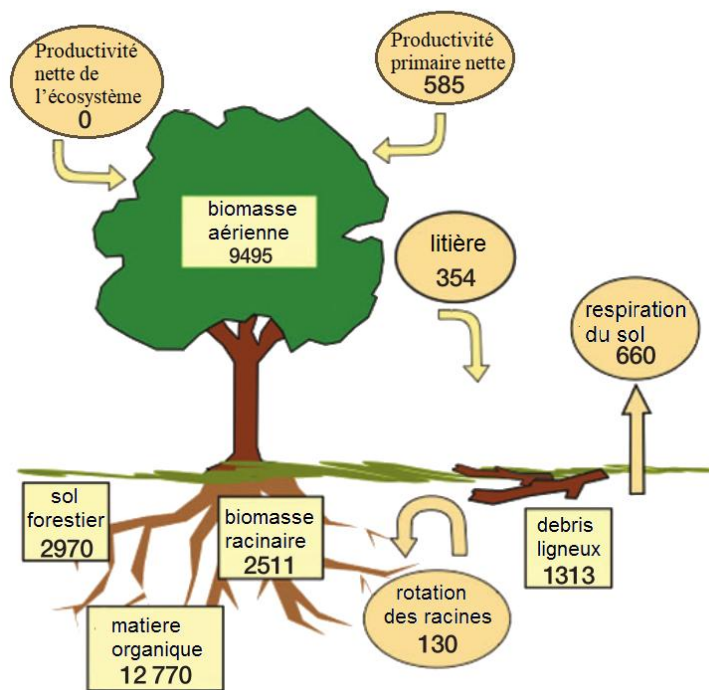 Productivité
nette de
l'écosystème
0
Productivité
primaire nette
585
biomasse
aérienne
9495
litière
354
respiration
du sol
660
sol
forestier
2970
biomasse
racinaire
2511
debris
ligneux
1313
matiere
organique
12 770
rotation
des racines
130